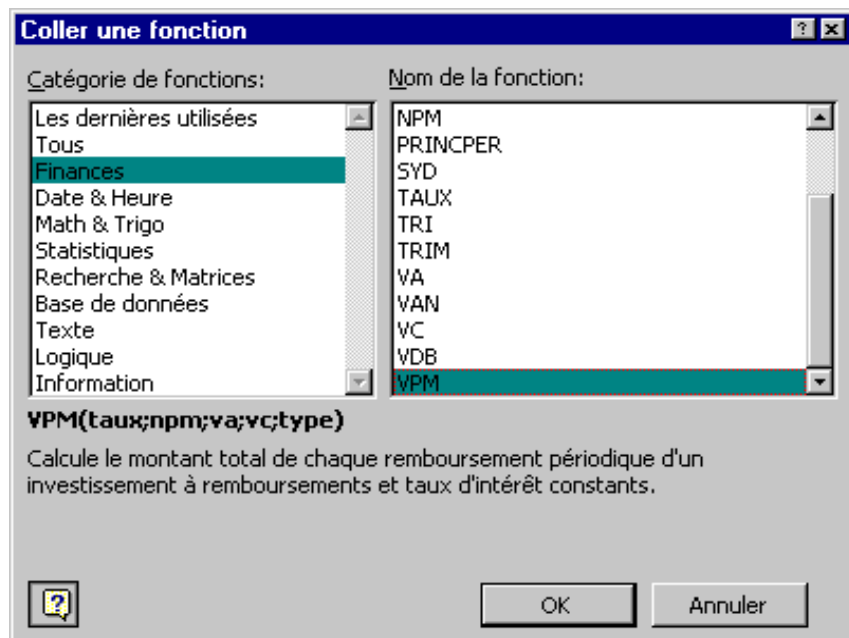 Coller une fonction
Catégorie de fonctions:
Nom de la fonction:
Les dernières utilisées
Tous
Finances
Date & Heure
Math & Trigo
Statistiques
Recherche & Matrices
Base de données
Texte
Logique
Information
NPM
PRINCPER
SYD
TAUX
TRI
TRIM
VA
VAN
VC
VDB
VPM
VPM(taux;npm;va;vc;type)
Calcule le montant total de chaque remboursement périodique d'un
investissement à remboursements et taux d'intérêt constants.
OK
Annuler